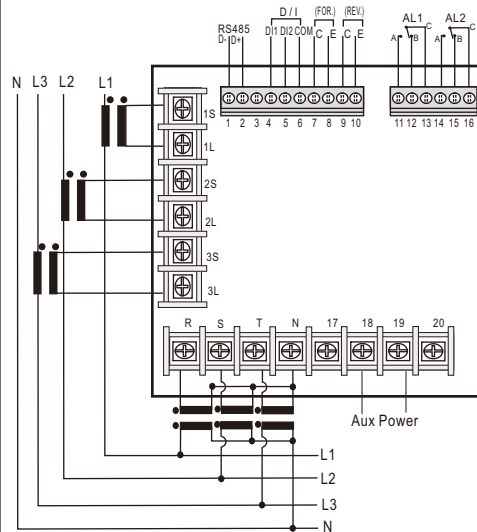 D / I (FOR.) (REV.) AL1 AL2
RS485
D- D+ DI1 DI2 COM C E C E A B C A B C
N L3 L2 L1
1 2 3 4 5 6 7 8 9 10 11 12 13 14 15 16
1S
1L
2S
2L
3S
3L
R S T N 17 18 19 20
Aux Power
L1
L2
L3
N